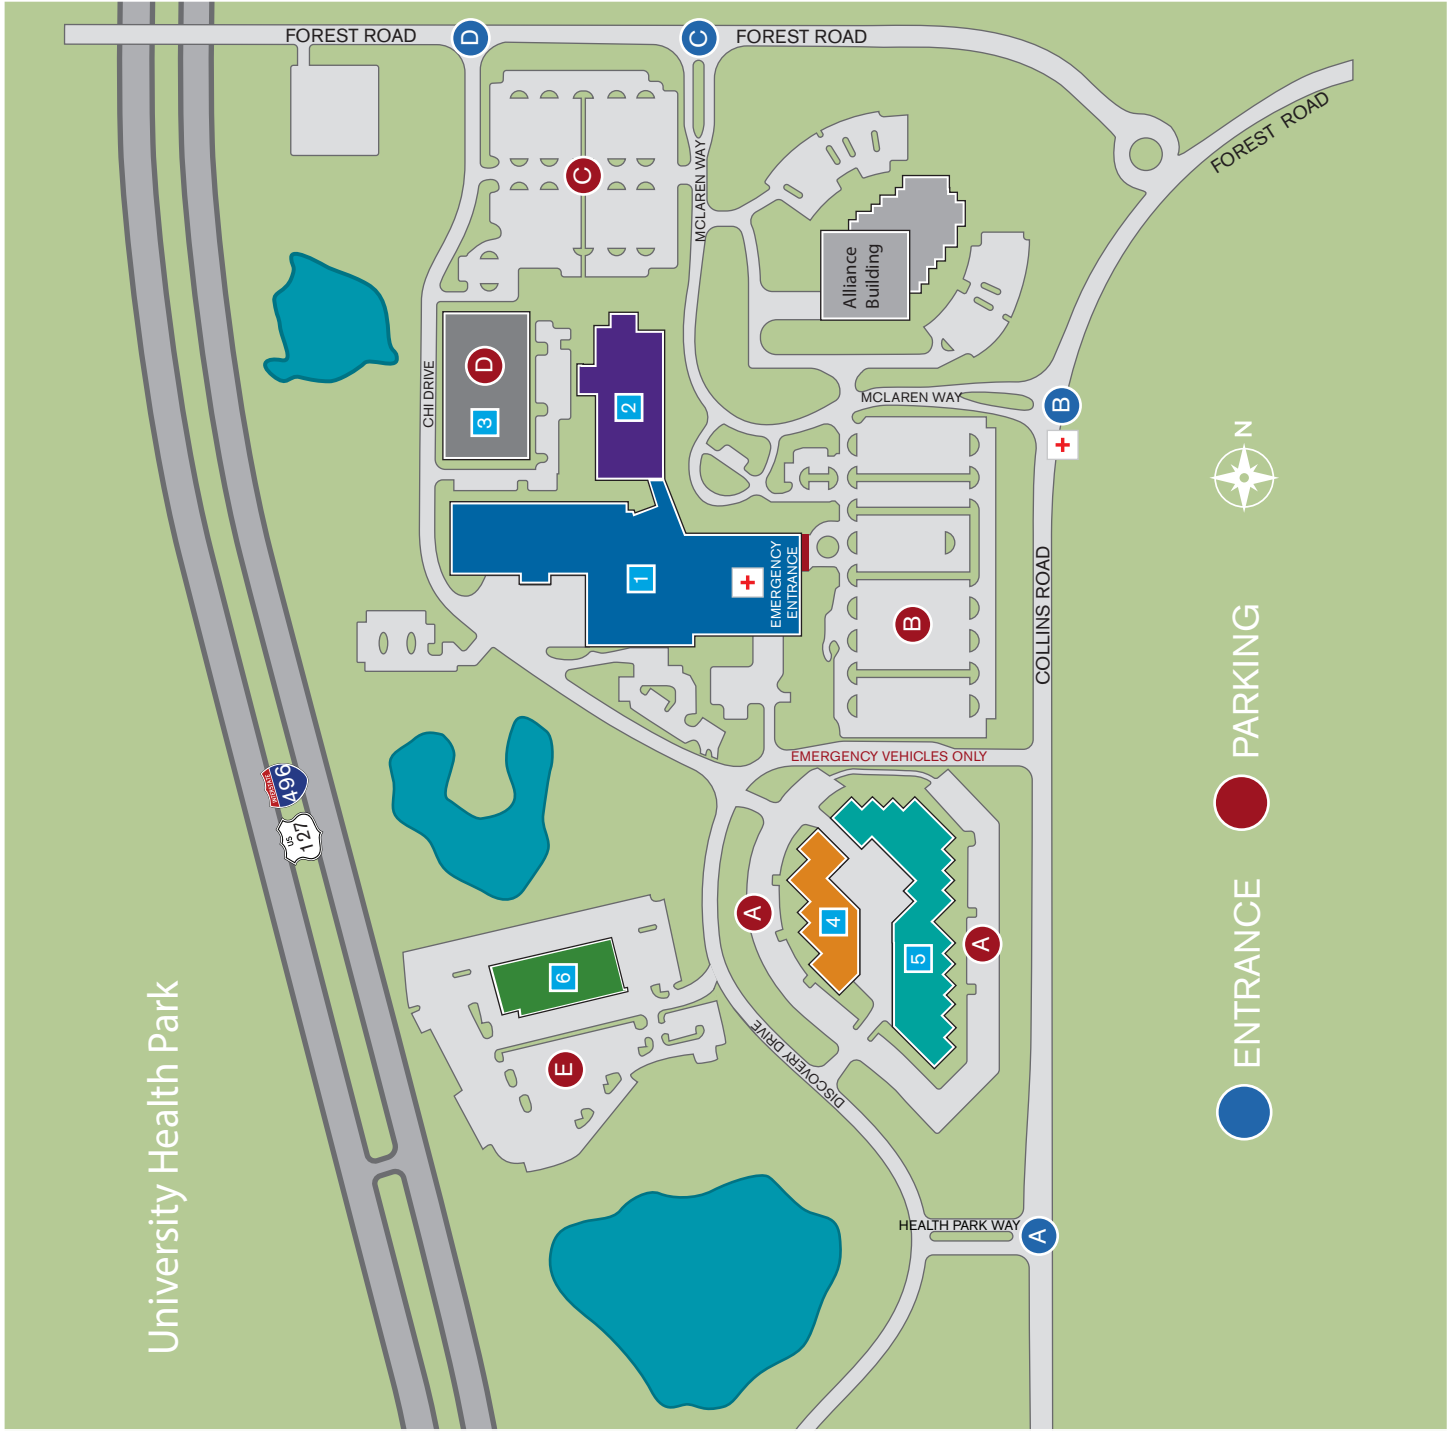 FOREST ROAD
D
C
FOREST ROAD
FOREST ROAD
C
MCLAREN WAY
Alliance
Building
CHI DRIVE
D
3
2
MCLAREN WAY
B
N
1
EMERGENCY
ENTRANCE
B
COLLINS ROAD
EMERGENCY VEHICLES ONLY
INTERSTATE
496
US
127
A
4
5
A
6
E
DISCOVERY DRIVE
HEALTH PARK WAY
A
University Health Park
ENTRANCE
PARKING